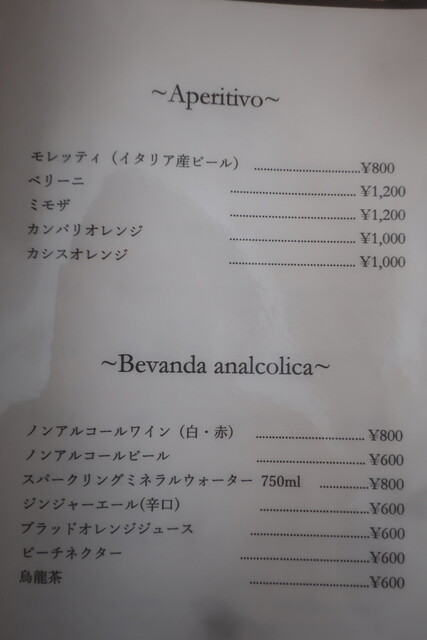 ~Aperitivo~
モレッティ（イタリア産ビール） ....................................¥800
ベリーニ .......................................... ¥1,200
ミモザ .......................................... ¥1,200
カンパリオレンジ .......................................... ¥1,000
カシスオレンジ .......................................... ¥1,000
~Bevanda analcolica~
ノンアルコールワイン（白・赤） .................................... ¥800
ノンアルコールビール .................................... ¥600
スパークリングミネラルウォーター 750ml ................¥800
ジンジャーエール(辛口) ....................................¥600
ブラッドオレンジジュース ........................................¥600
ピーチネクター ...........................................¥600
烏龍茶 ........................................¥600